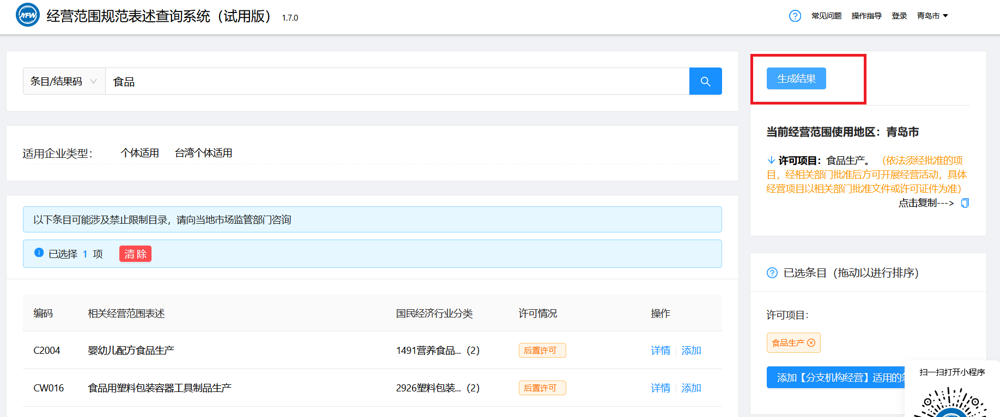 JYFW 经营范围规范表述查询系统（试用版） 1.7.0
常见问题 操作指导 登录 青岛市
条目/结果码 食品
生成结果
适用企业类型： 个体适用 台湾个体适用
当前经营范围使用地区：青岛市
许可项目：食品生产。（依法须经批准的项
目，经相关部门批准后方可开展经营活动，具体
经营项目以相关部门批准文件或许可证件为准）
点击复制--->
以下条目可能涉及禁止限制目录，请向当地市场监管部门咨询
已选择 1 项 清 除
编码 相关经营范围表述 国民经济行业分类 许可情况 操作
C2004 婴幼儿配方食品生产 1491营养食品... (2) 后置许可 详情 添加
CW016 食品用塑料包装容器工具制品生产 2926塑料包装... (2) 后置许可 详情 添加
已选条目（拖动以进行排序）
许可项目：
食品生产
添加【分支机构经营】适用的
扫一扫打开小程序